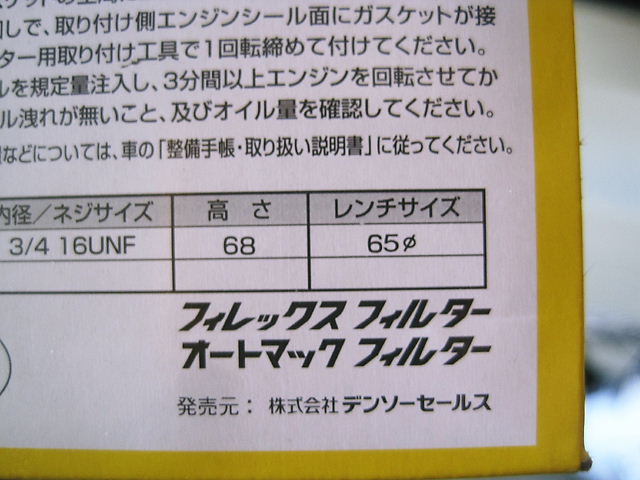 して、取り付け側エンジンシール面にガスケットが接
ター用取り付け工具で1回転締めて付けてください。
ルを規定量注入し、3分間以上エンジンを回転させてか
ル洩れが無いこと、及びオイル量を確認してください。
などについては、車の「整備手帳・取り扱い説明書」に従ってください。
内径/ネジサイズ 高さ レンチサイズ
3/4 16UNF 68 65φ
フィレックス フィルター
オートマック フィルター
発売元: 株式会社 デンソーセールス